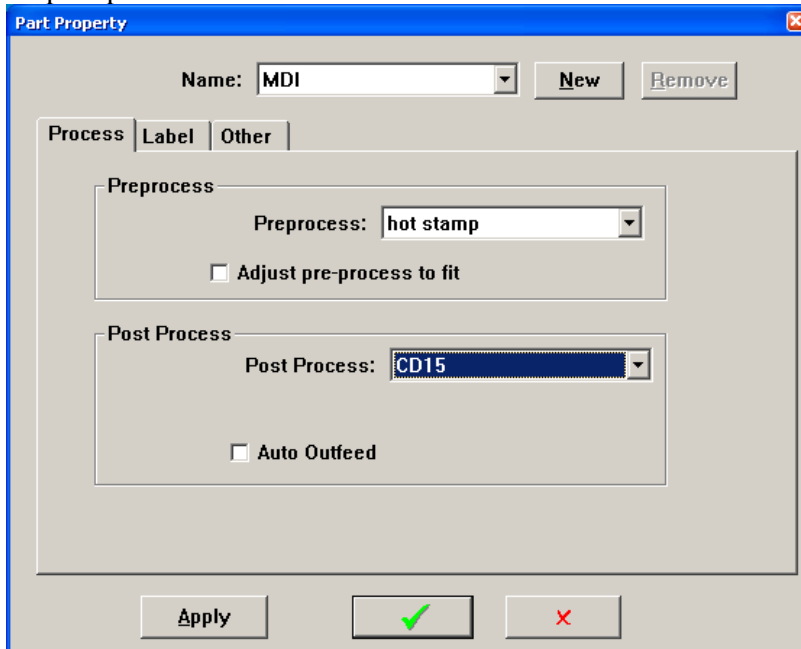 Part Property
Name: MDI New Remove
Process Label Other
Preprocess
Preprocess: hot stamp
Adjust pre-process to fit
Post Process
Post Process: CD15
Auto Outfeed
Apply